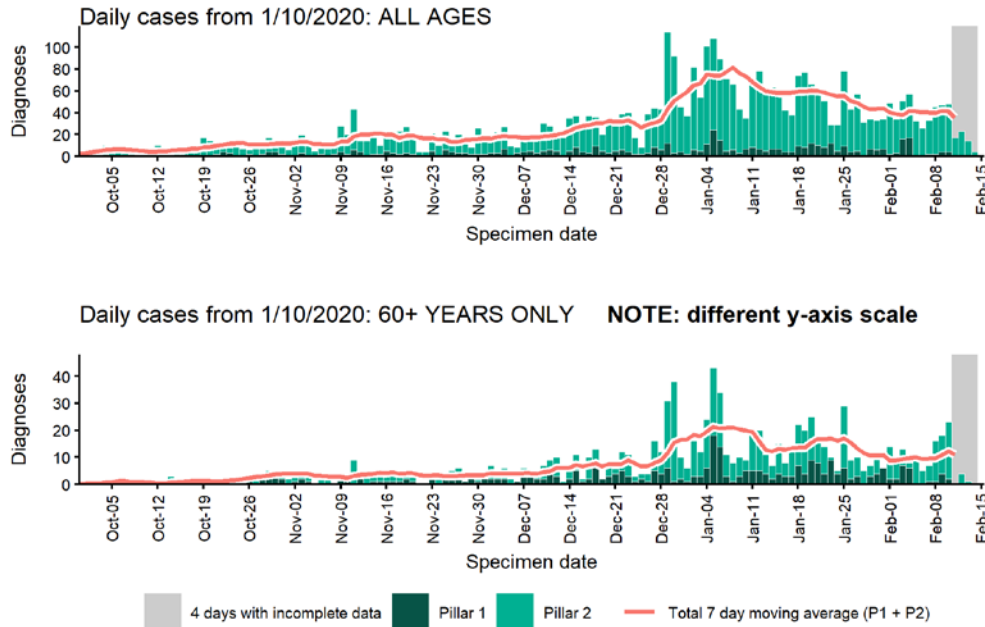 Daily cases from 1/10/2020: ALL AGES
Diagnoses
100
80
60
40
20
0
Oct-05 Oct-12 Oct-19 Oct-26 Nov-02 Nov-09 Nov-16 Nov-23 Nov-30 Dec-07 Dec-14 Dec-21 Dec-28 Jan-04 Jan-11 Jan-18 Jan-25 Feb-01 Feb-08 Feb-15
Specimen date
Daily cases from 1/10/2020: 60+ YEARS ONLY NOTE: different y-axis scale
Diagnoses
40
30
20
10
0
Oct-05 Oct-12 Oct-19 Oct-26 Nov-02 Nov-09 Nov-16 Nov-23 Nov-30 Dec-07 Dec-14 Dec-21 Dec-28 Jan-04 Jan-11 Jan-18 Jan-25 Feb-01 Feb-08 Feb-15
Specimen date
4 days with incomplete data Pillar 1 Pillar 2 Total 7 day moving average (P1 + P2)